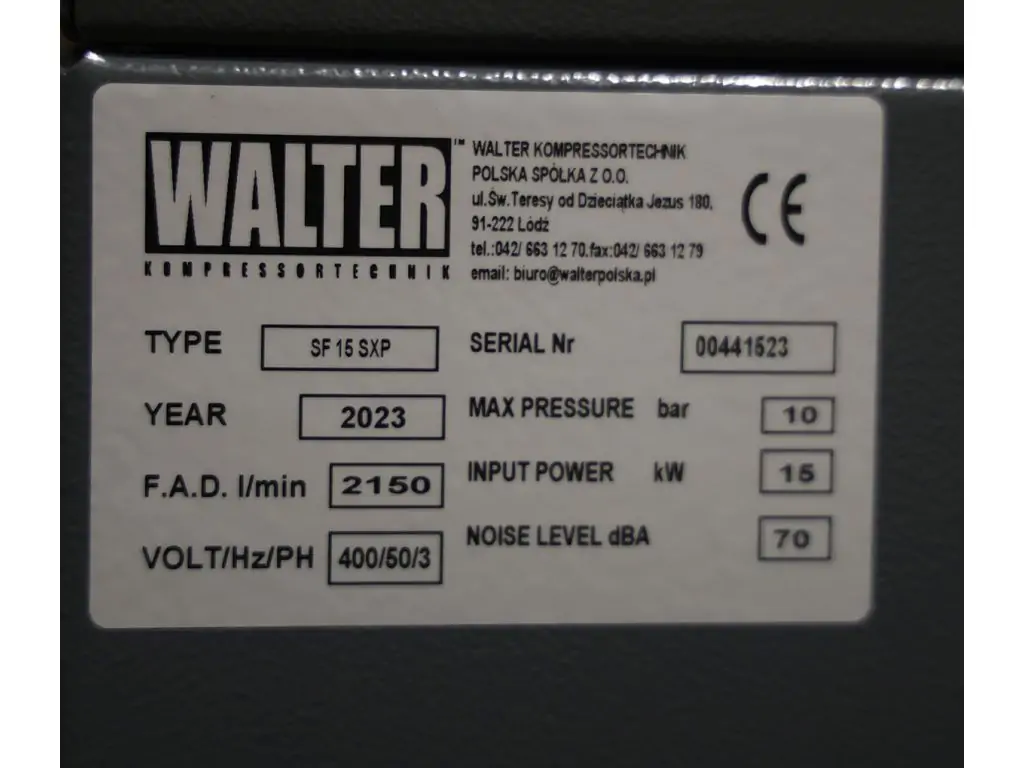 WALTER™
KOMPRESSORTECHNIK
WALTER KOMPRESSORTECHNIK
POLSKA SPÓŁKA Z O.O.
ul.Św.Teresy od Dzieciątka Jezus 180,
91-222 Łódź
tel.:042/ 663 12 70.fax:042/ 663 12 79
email: biuro@walterpolska.pl
CE
TYPE SF 15 SXP
SERIAL Nr 00441523
YEAR 2023
MAX PRESSURE bar 10
F.A.D. l/min 2150
INPUT POWER kW 15
VOLT/Hz/PH 400/50/3
NOISE LEVEL dBA 70